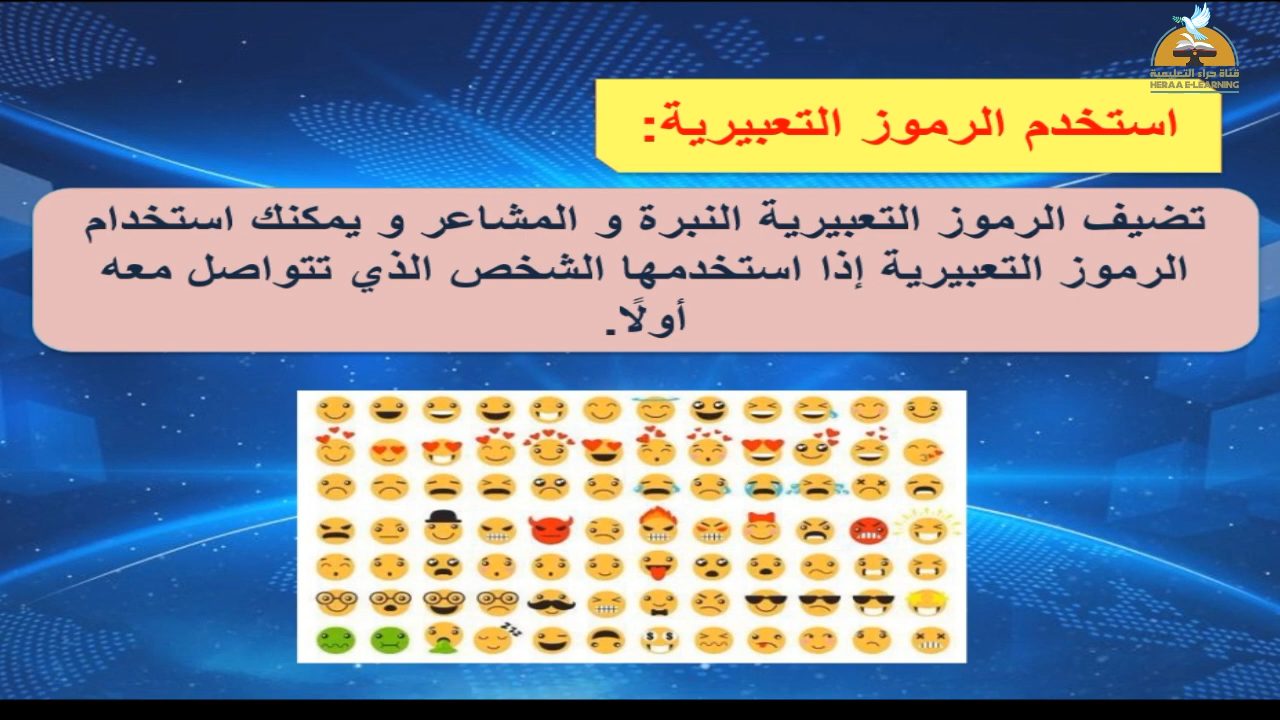 قناة حراء التعليمية
HERAA E-LEARNING
استخدم الرموز التعبيرية:
تضيف الرموز التعبيرية النبرة و المشاعر و يمكنك استخدام
الرموز التعبيرية إذا استخدمها الشخص الذي تتواصل معه
أولًا.